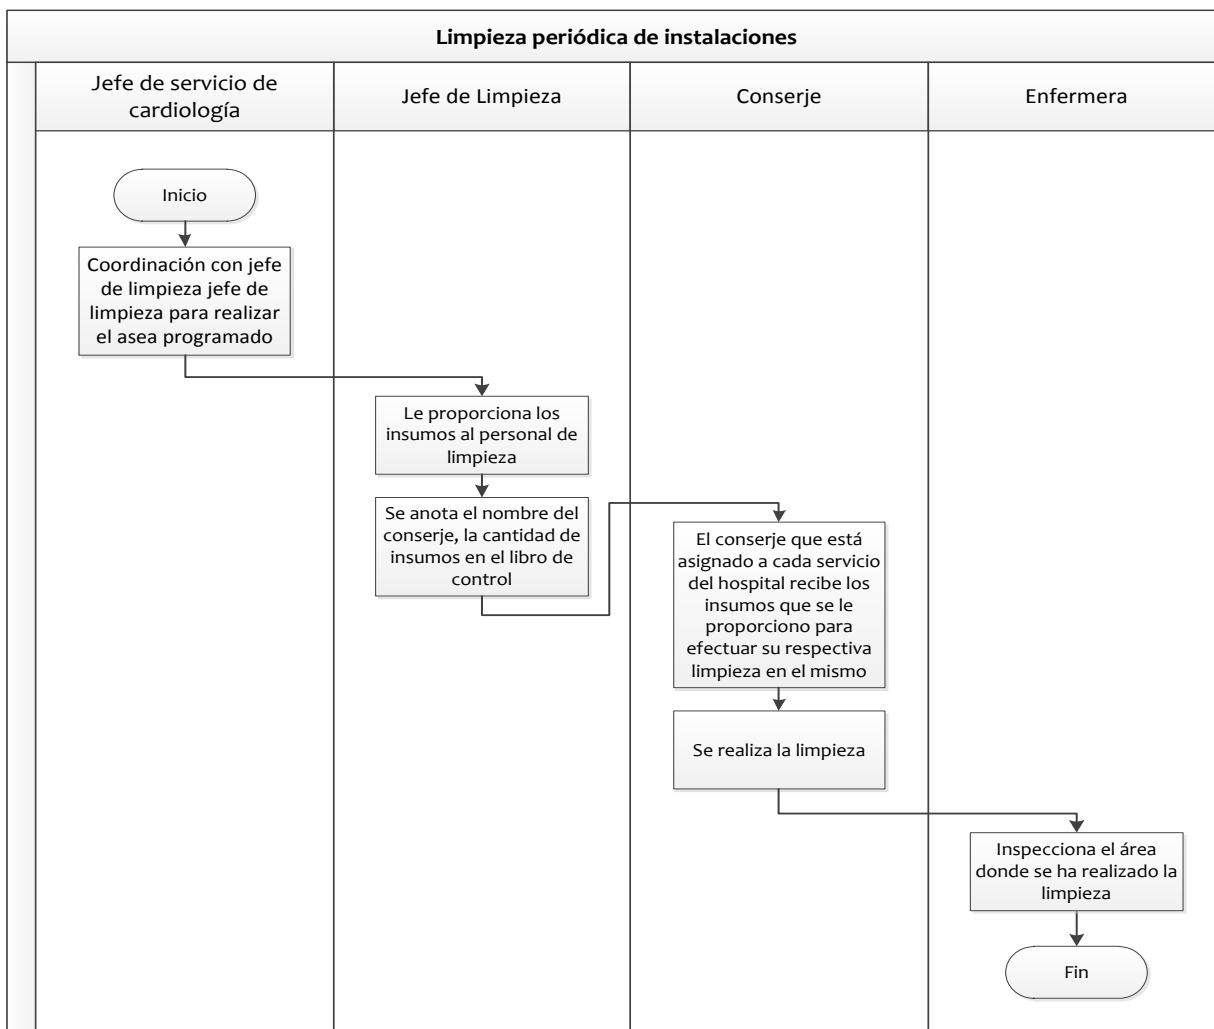 Limpieza periódica de instalaciones
Jefe de servicio de
cardiología
Jefe de Limpieza
Conserje
Enfermera
Inicio
Coordinación con jefe
de limpieza jefe de
limpieza para realizar
el asea programado
Le proporciona los
insumos al personal de
limpieza
Se anota el nombre del
conserje, la cantidad de
insumos en el libro de
control
El conserje que está
asignado a cada servicio
del hospital recibe los
insumos que se le
proporciono para
efectuar su respectiva
limpieza en el mismo
Se realiza la limpieza
Inspecciona el área
donde se ha realizado la
limpieza
Fin